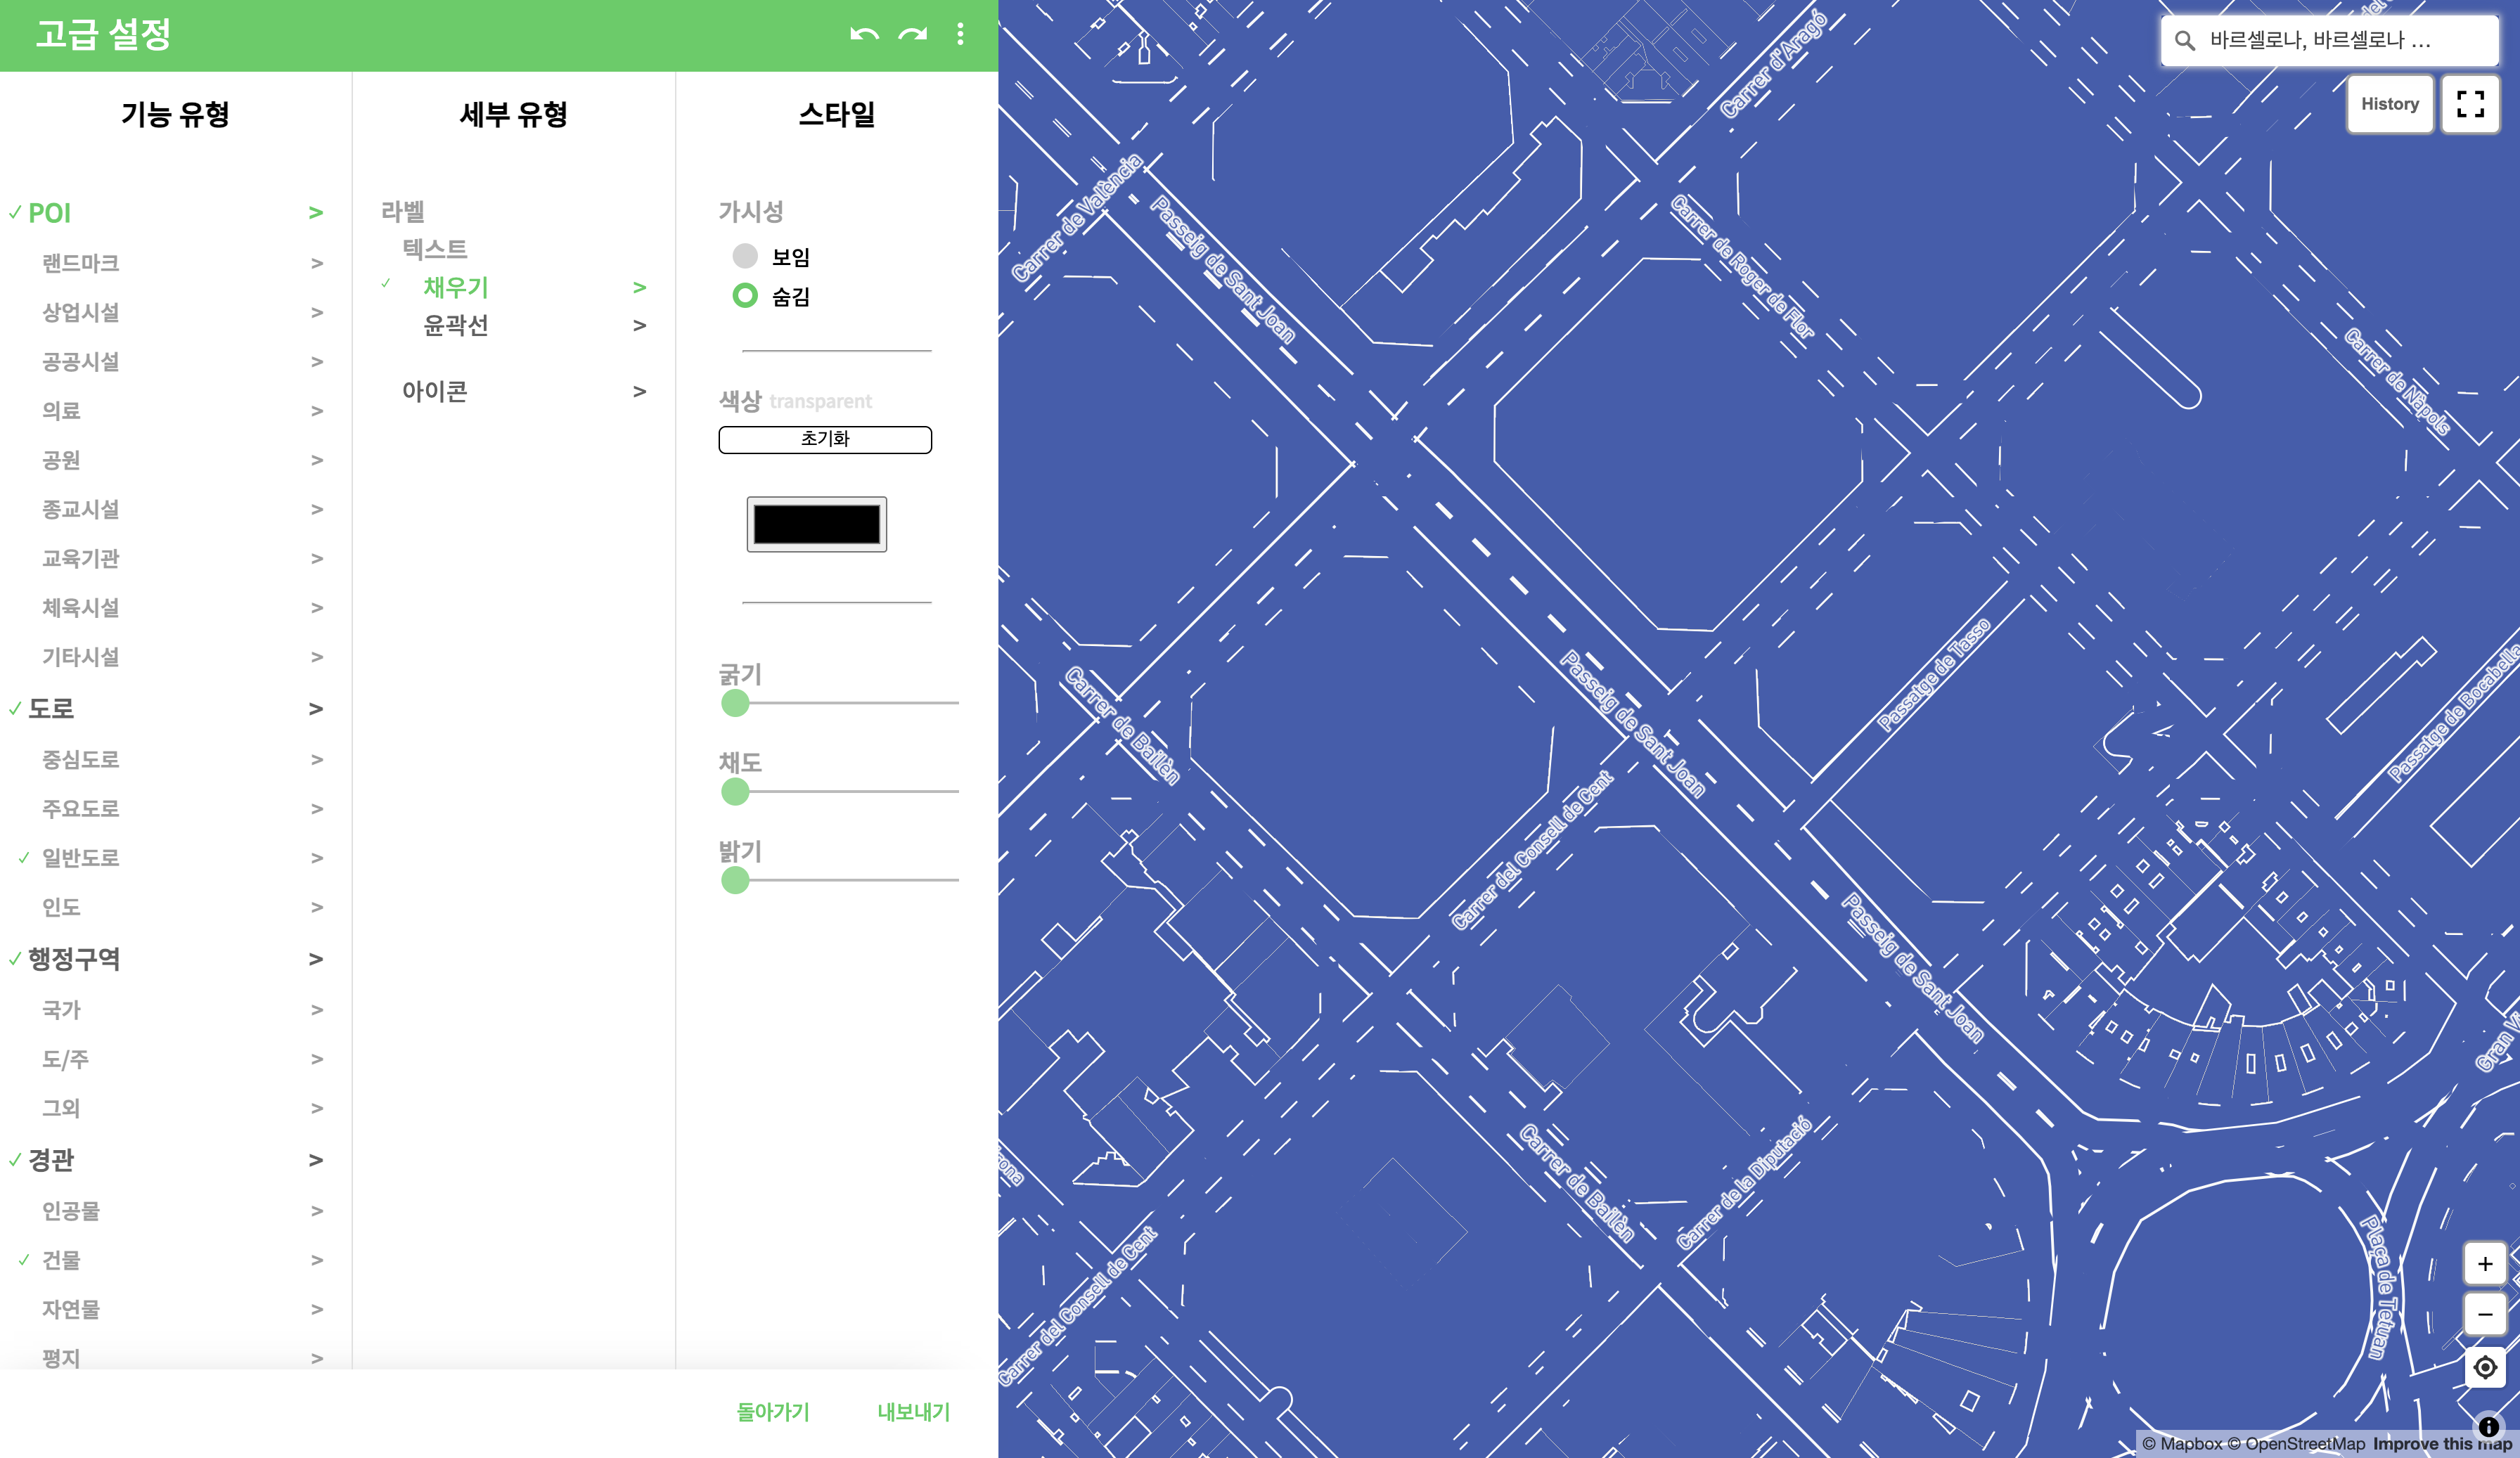 고급 설정
기능 유형
세부 유형
스타일
POI >
랜드마크 >
상업시설 >
공공시설 >
의료 >
공원 >
종교시설 >
교육기관 >
체육시설 >
기타시설 >
도로 >
중심도로 >
주요도로 >
일반도로 >
인도 >
행정구역 >
국가 >
도/주 >
그외 >
경관 >
인공물 >
건물 >
자연물 >
평지 >
라벨
텍스트
채우기 >
윤곽선 >
아이콘 >
가시성
보임
숨김
색상 transparent
초기화
굵기
채도
밝기
돌아가기
내보내기
바르셀로나, 바르셀로나 ...
History
Carrer d'Aragó
Carrer de València
Passeig de Sant Joan
Carrer de Roger de Flor
Carrer de Nàpols
Passatge de Tasso
Passatge de Bocabella
Carrer de Bailèn
Passeig de Sant Joan
Carrer del Consell de Cent
Passeig de Sant Joan
Gran V
Carrer de Bailèn
Carrer de la Diputació
rona
Carrer del Consell de Cent
Plaça de Tetuan
+
−
© Mapbox © OpenStreetMap Improve this map